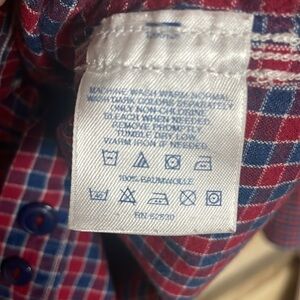 MACHINE WASH WARM NORMAL
WASH DARK COLORS SEPARATELY
ONLY NON-CHLORINE
BLEACH WHEN NEEDED
REMOVE PROMPTLY
TUMBLE DRY LOW
WARM IRON IF NEEDED.
100% BAUMWOLLE